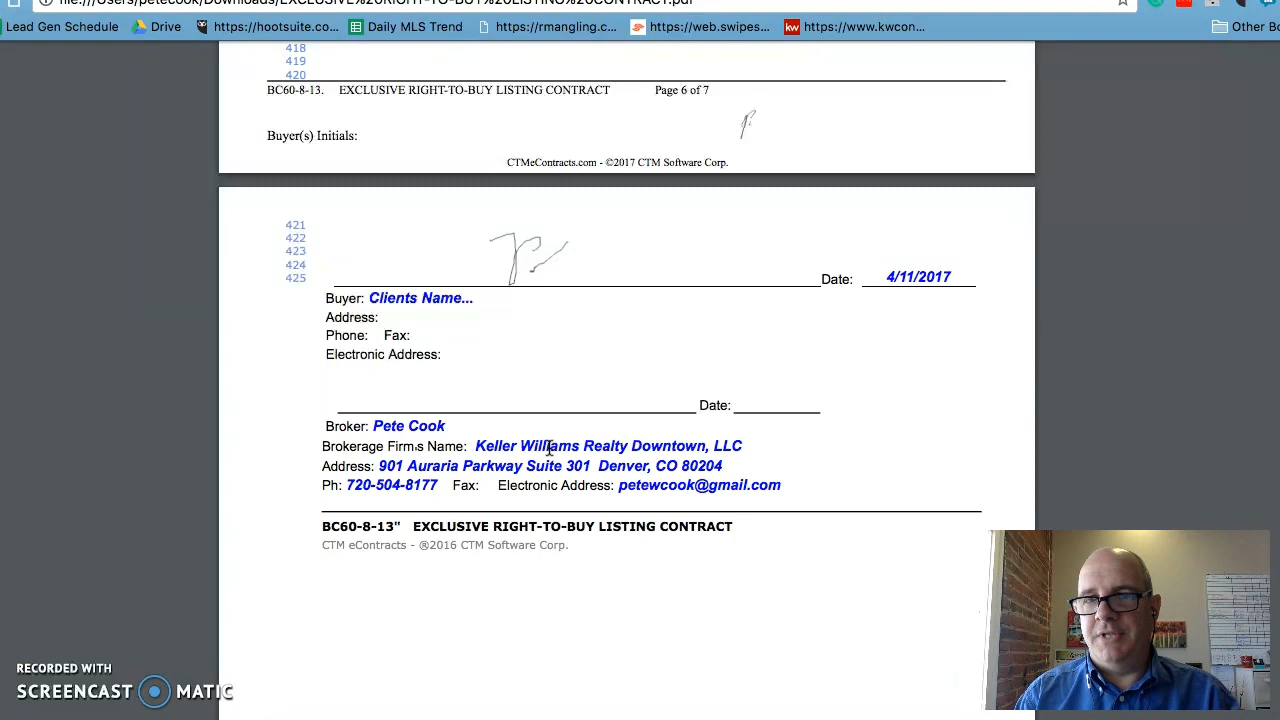 file:///Users/petecook/Downloads/EXCLUSIVE%20RIGHT-TO-BUY%20LISTING%20CONTRACT.pdf
Lead Gen Schedule Drive https://hootsuite.co... Daily MLS Trend https://rmangling.c... https://web.swipes... kw https://www.kwcon... Other Bo
418
419
420
BC60-8-13. EXCLUSIVE RIGHT-TO-BUY LISTING CONTRACT Page 6 of 7
Buyer(s) Initials:
CTMeContracts.com - ©2017 CTM Software Corp.
421
422
423
424
425
Date: 4/11/2017
Buyer: Clients Name...
Address:
Phone: Fax:
Electronic Address:
Date:
Broker: Pete Cook
Brokerage Firm's Name: Keller Williams Realty Downtown, LLC
Address: 901 Auraria Parkway Suite 301 Denver, CO 80204
Ph: 720-504-8177 Fax: Electronic Address: petewcook@gmail.com
BC60-8-13" EXCLUSIVE RIGHT-TO-BUY LISTING CONTRACT
CTM eContracts - ®2016 CTM Software Corp.
RECORDED WITH
SCREENCAST MATIC